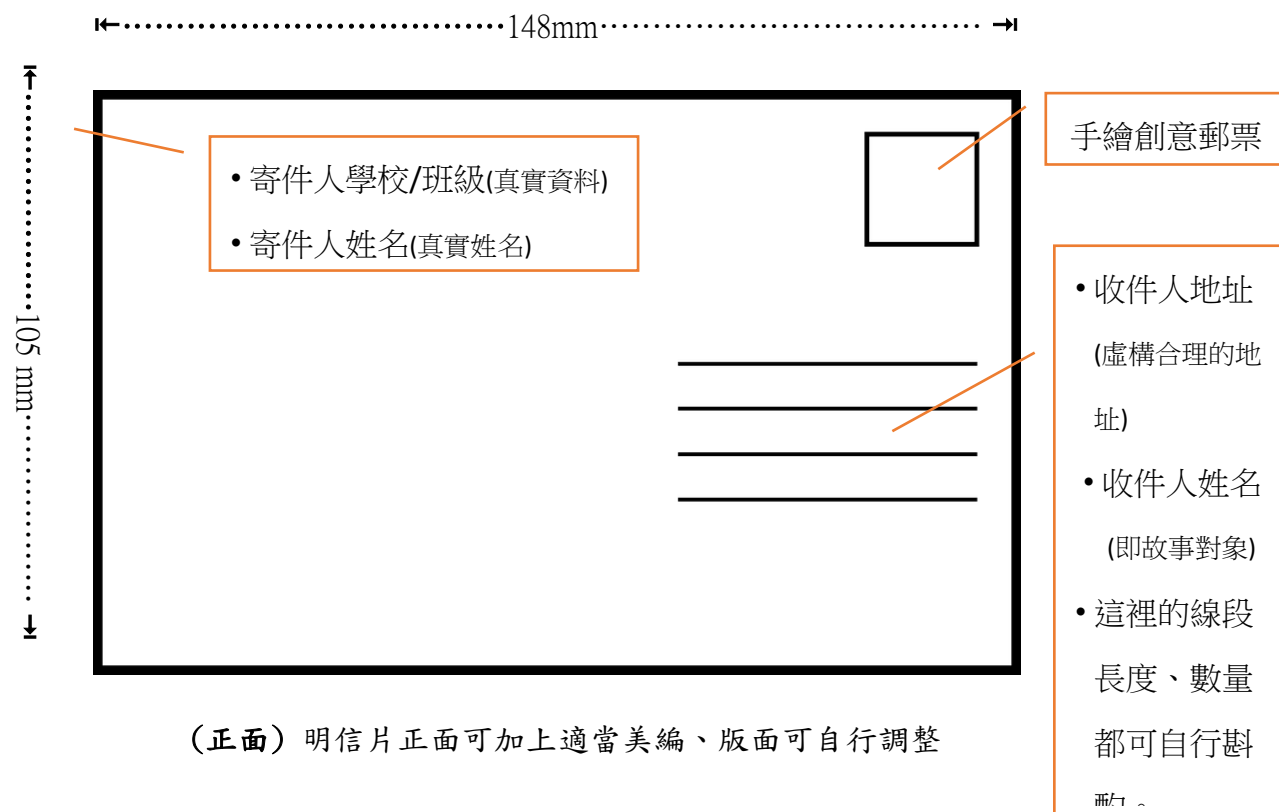 148mm
105 mm
• 寄件人學校/班級(真實資料)
• 寄件人姓名(真實姓名)
手繪創意郵票
• 收件人地址
(虛構合理的地
址)
• 收件人姓名
(即故事對象)
• 這裡的線段
長度、數量
都可自行斟
酌。
(正面) 明信片正面可加上適當美編、版面可自行調整